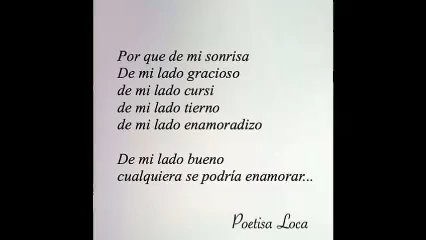 Por que de mi sonrisa
De mi lado gracioso
de mi lado cursi
de mi lado tierno
de mi lado enamoradizo
De mi lado bueno
cualquiera se podría enamorar...
Poetisa Loca